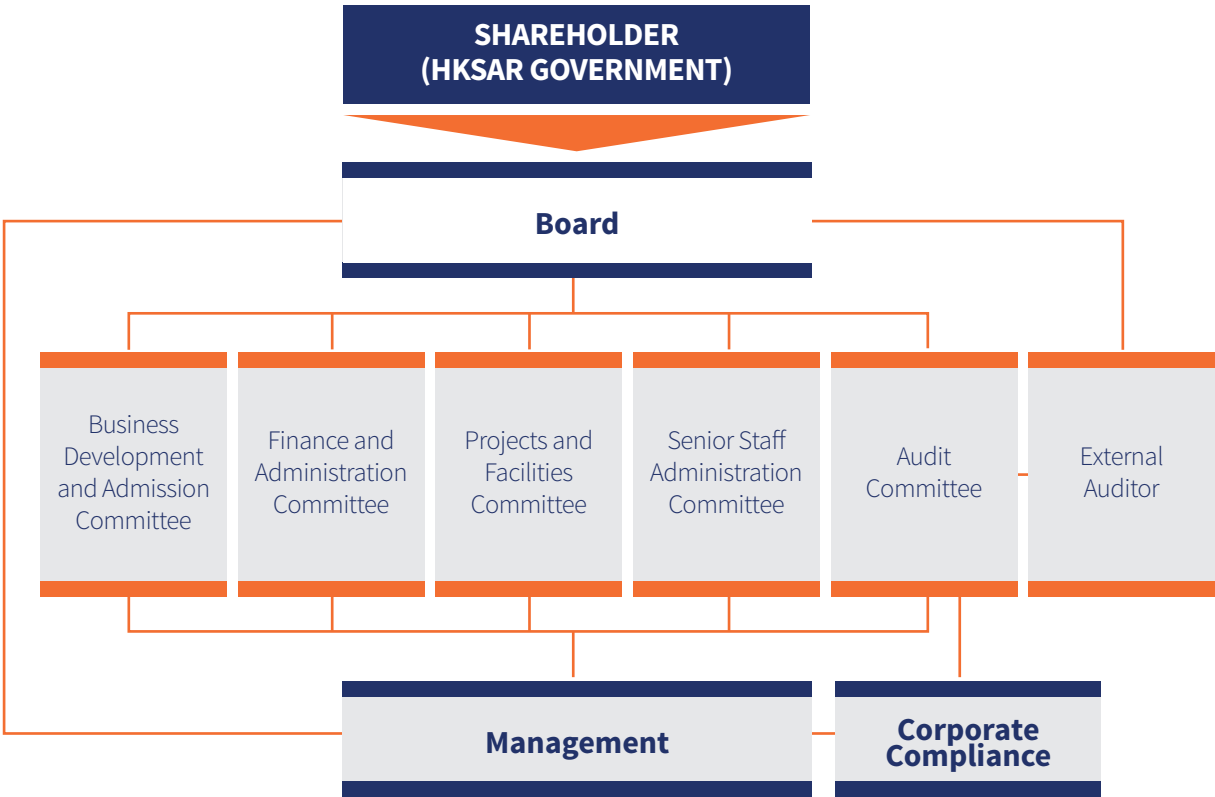 SHAREHOLDER
(HKSAR GOVERNMENT)
Board
Business
Development
and Admission
Committee
Finance and
Administration
Committee
Projects and
Facilities
Committee
Senior Staff
Administration
Committee
Audit
Committee
External
Auditor
Management
Corporate
Compliance